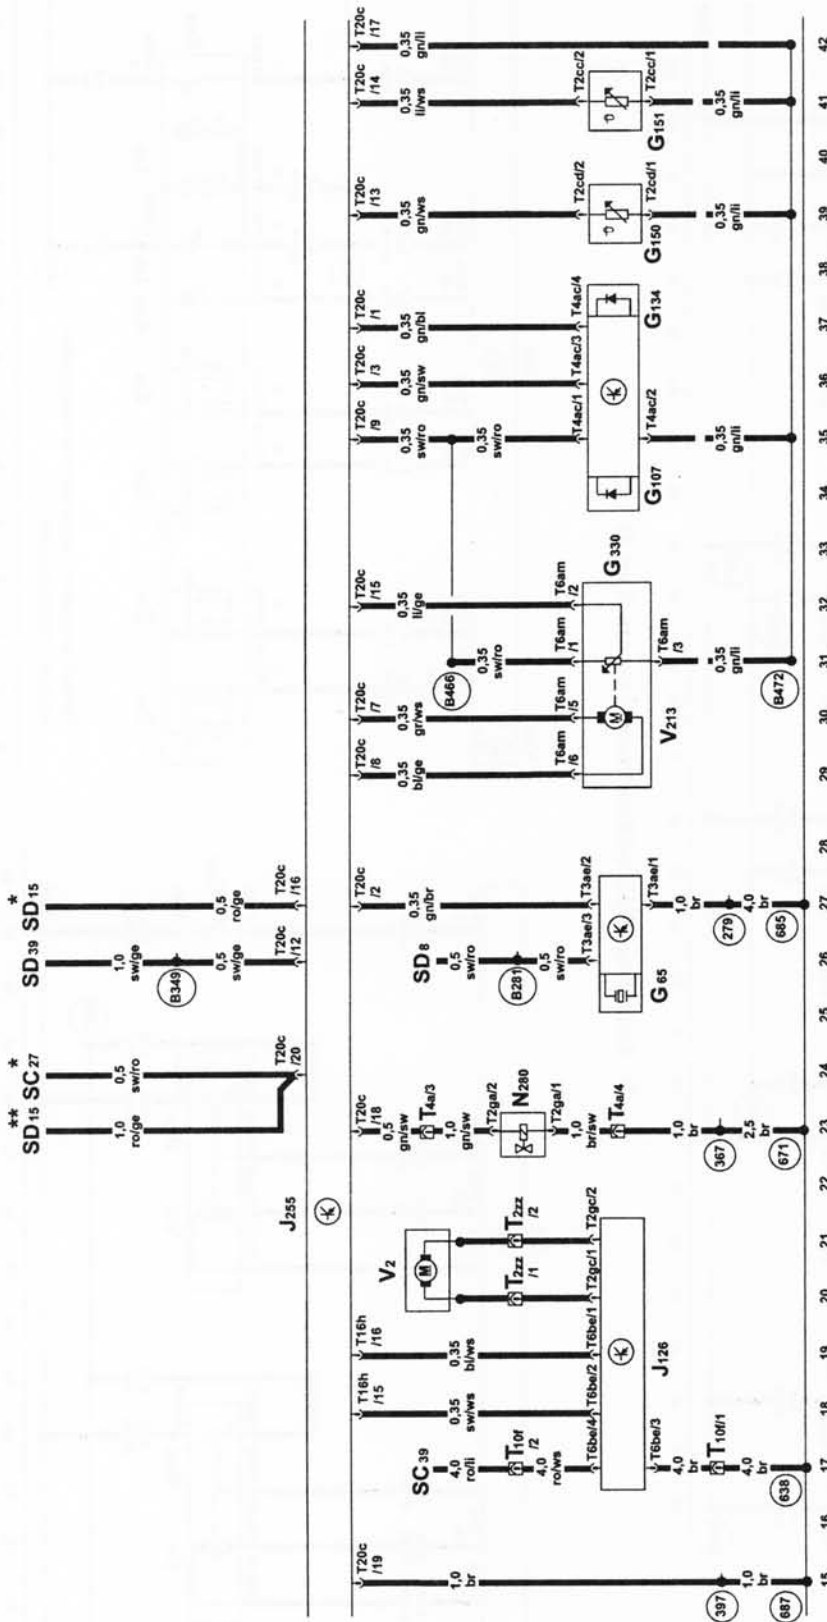 ** SD15
* SC27
SD39
* SD15
1,0 ro/ge
0,5 sw/ro
1,0 sw/ge
0,5 ro/ge
B349
0,5 sw/ge
T20c /20
T20c /12
T20c /16
J255
T20c /19
T16h /15
T16h /16
T20c /18
T20c /2
T20c /8
T20c /7
T20c /15
T20c /9
T20c /3
T20c /1
T20c /13
T20c /14
T20c /17
1,0 br
0,35 sw/ws
0,35 bl/ws
0,5 gn/sw
0,35 gn/br
0,35 bl/ge
0,35 gr/ws
0,35 li/ge
0,35 sw/ro
0,35 gn/sw
0,35 gn/bl
0,35 gn/ws
0,35 li/ws
0,35 gn/li
SC39
4,0 ro/li
T10f /2
4,0 ro/ws
V2
M
T2zz /1
T2zz /2
T4a/3
1,0 gn/sw
T2ga/2
N280
T2ga/1
1,0 br/sw
T4a/4
SD8
0,5 sw/ro
B281
0,5 sw/ro
B466
0,35 sw/ro
0,35 sw/ro
T6be/4
T6be/2
T6be/1
T2gc/1
T2gc/2
T3ae/3
T3ae/2
T6am /6
T6am /5
T6am /1
T6am /2
T4ac/1
T4ac/3
T4ac/4
T2cd/2
T2cc/2
G65
M
G330
J126
V213
G107
G134
G150
G151
T6be/3
T3ae/1
T6am /3
T4ac/2
T2cd/1
T2cc/1
4,0 br
T10f/1
4,0 br
1,0 br
1,0 br
0,35 gn/li
0,35 gn/li
0,35 gn/li
0,35 gn/li
397
367
279
B472
1,0 br
2,5 br
4,0 br
687
638
671
685
15 16 17 18 19 20 21 22 23 24 25 26 27 28 29 30 31 32 33 34 35 36 37 38 39 40 41 42